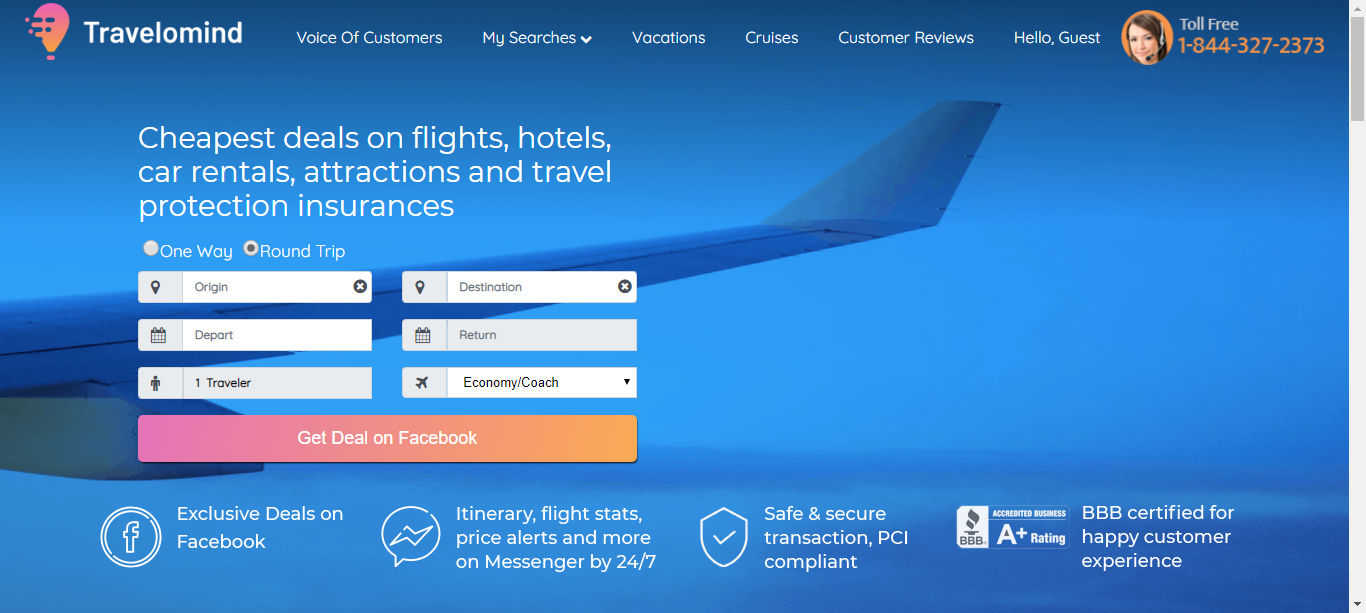 Travelomind
Voice Of Customers
My Searches
Vacations
Cruises
Customer Reviews
Hello, Guest
Toll Free
1-844-327-2373
Cheapest deals on flights, hotels,
car rentals, attractions and travel
protection insurances
One Way
Round Trip
Origin
Destination
Depart
Return
1 Traveler
Economy/Coach
Get Deal on Facebook
Exclusive Deals on
Facebook
Itinerary, flight stats,
price alerts and more
on Messenger by 24/7
Safe & secure
transaction, PCI
compliant
BBB
ACCREDITED BUSINESS
A+ Rating
BBB certified for
happy customer
experience